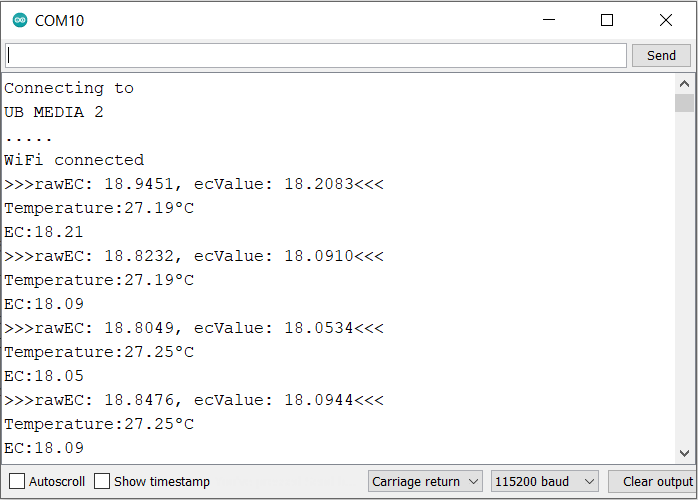 COM10
Send
Connecting to
UB MEDIA 2
.....
WiFi connected
>>>rawEC: 18.9451, ecValue: 18.2083<<<
Temperature:27.19°C
EC:18.21
>>>rawEC: 18.8232, ecValue: 18.0910<<<
Temperature:27.19°C
EC:18.09
>>>rawEC: 18.8049, ecValue: 18.0534<<<
Temperature:27.25°C
EC:18.05
>>>rawEC: 18.8476, ecValue: 18.0944<<<
Temperature:27.25°C
EC:18.09
Autoscroll Show timestamp Carriage return 115200 baud Clear output